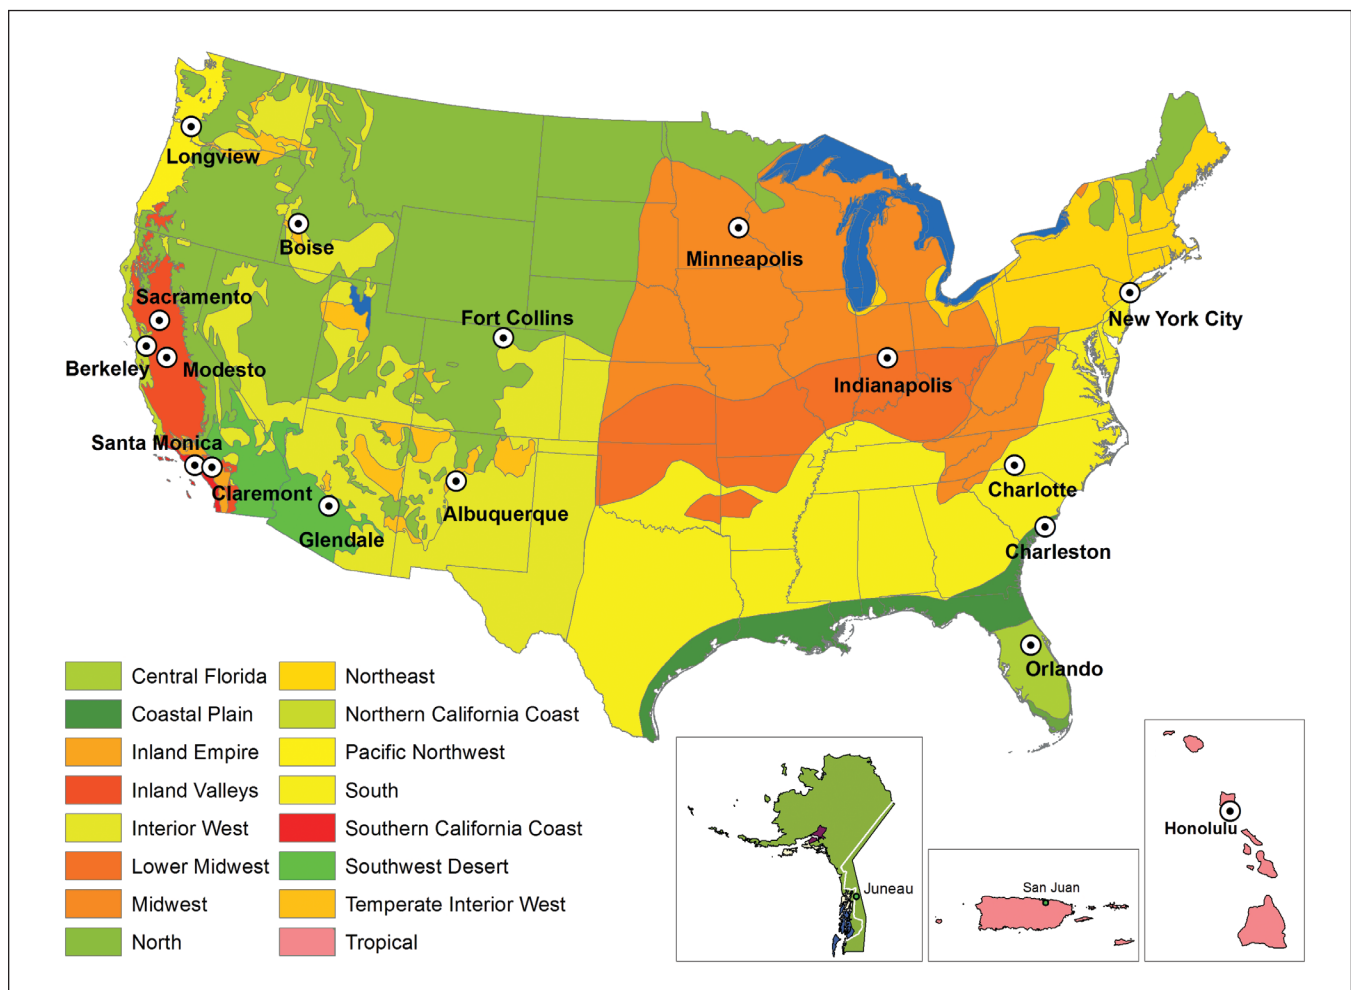 Longview
Boise
Minneapolis
Sacramento
Fort Collins
New York City
Berkeley
Modesto
Indianapolis
Santa Monica
Claremont
Charlotte
Albuquerque
Glendale
Charleston
Orlando
Central Florida
Coastal Plain
Inland Empire
Inland Valleys
Interior West
Lower Midwest
Midwest
North
Northeast
Northern California Coast
Pacific Northwest
South
Southern California Coast
Southwest Desert
Temperate Interior West
Tropical
Juneau
San Juan
Honolulu